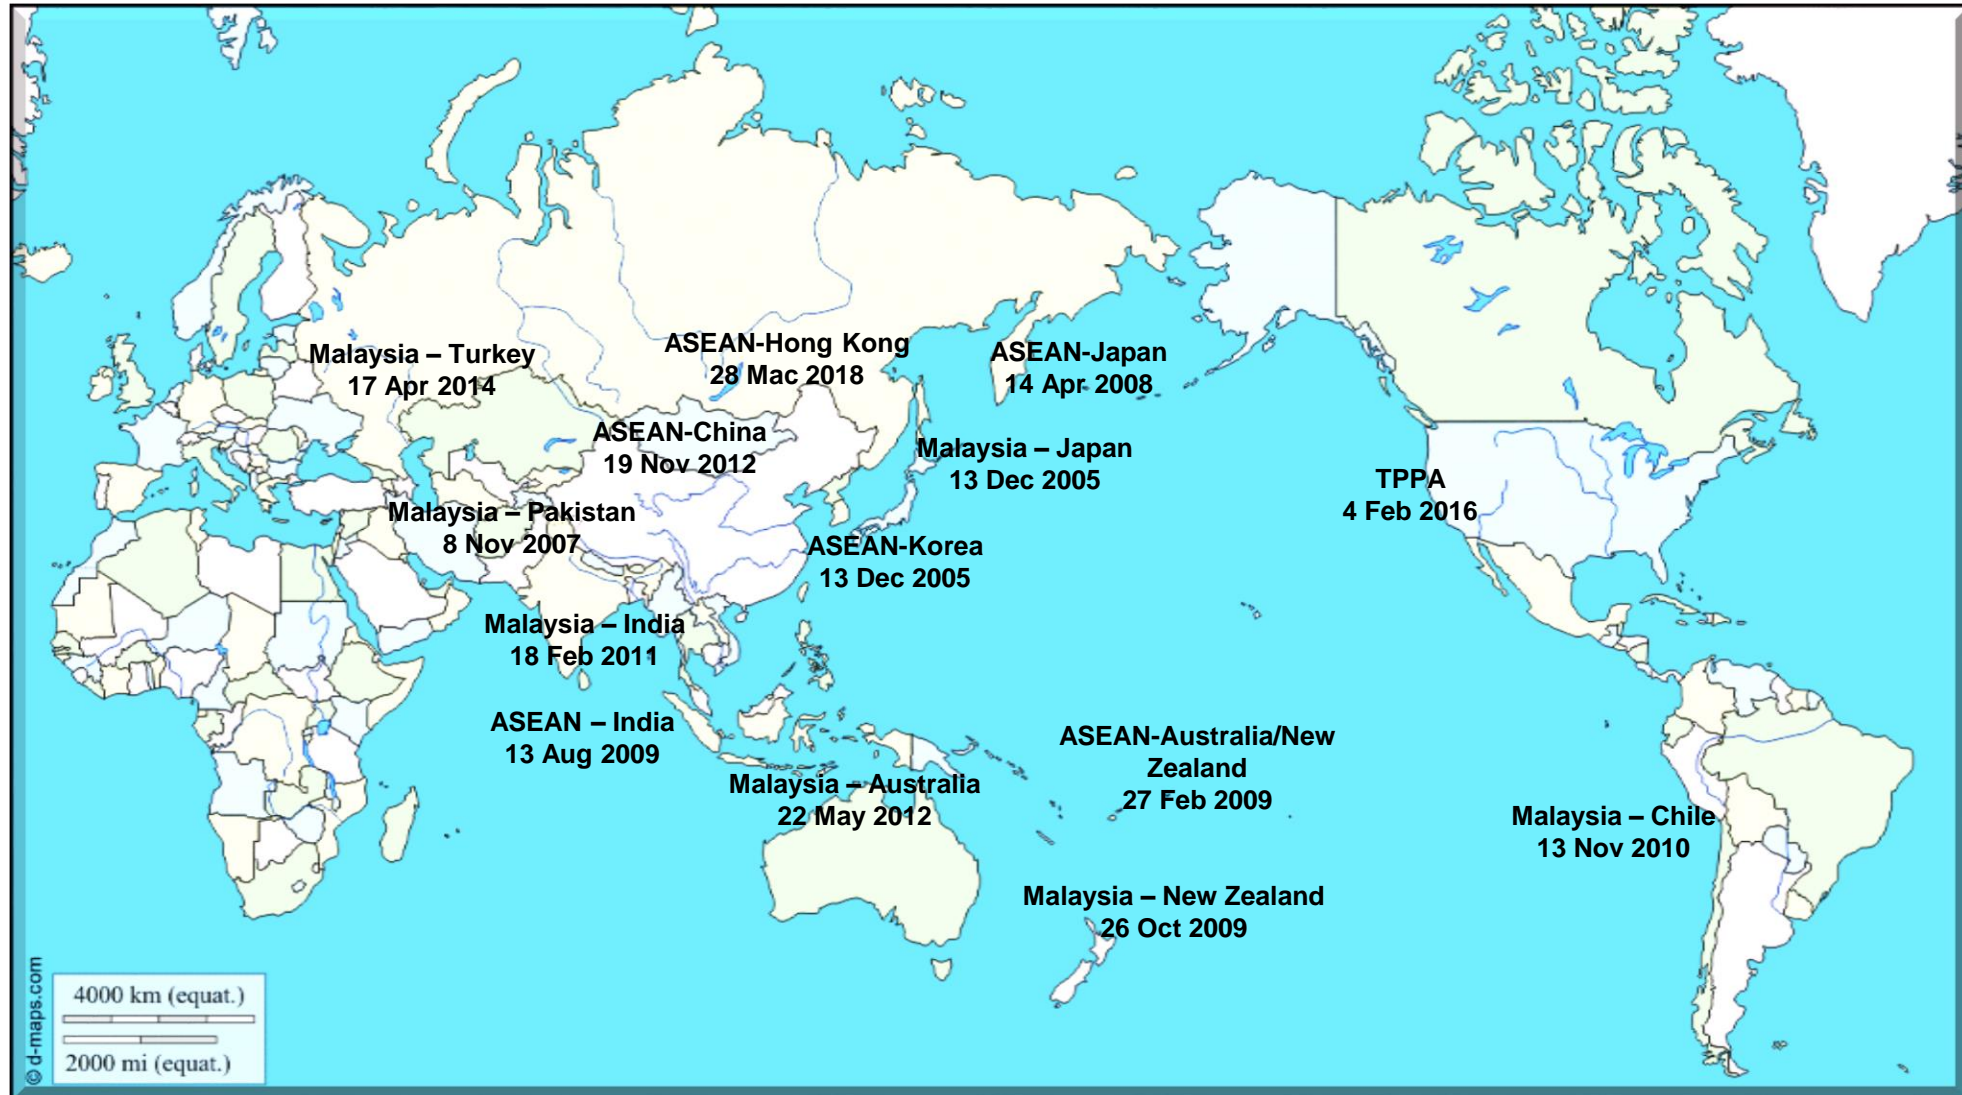 Malaysia – Turkey
17 Apr 2014
ASEAN-Hong Kong
28 Mac 2018
ASEAN-Japan
14 Apr 2008
ASEAN-China
19 Nov 2012
Malaysia – Japan
13 Dec 2005
TPPA
4 Feb 2016
Malaysia – Pakistan
8 Nov 2007
ASEAN-Korea
13 Dec 2005
Malaysia – India
18 Feb 2011
ASEAN – India
13 Aug 2009
ASEAN-Australia/New
Zealand
27 Feb 2009
Malaysia – Australia
22 May 2012
Malaysia – Chile
13 Nov 2010
Malaysia – New Zealand
26 Oct 2009
4000 km (equat.)
2000 mi (equat.)
© d-maps.com